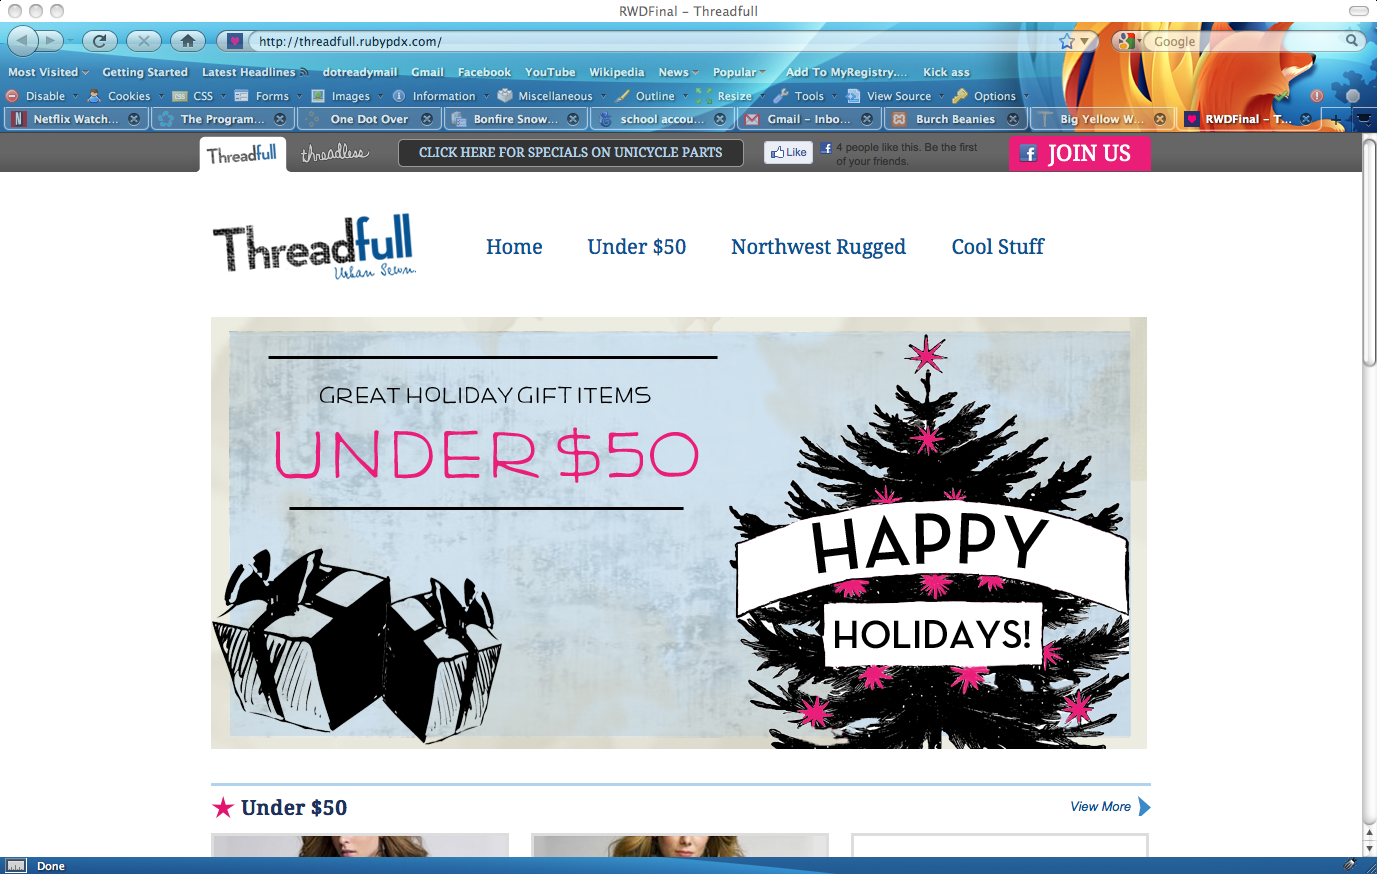 RWDFinal – Threadfull
http://threadfull.rubypdx.com/
Google
Most Visited Getting Started Latest Headlines dotreadymail Gmail Facebook YouTube Wikipedia News Popular Add To MyRegistry.... Kick ass
Disable Cookies CSS Forms Images Information Miscellaneous Outline Resize Tools View Source Options
Netflix Watch... The Program... One Dot Over Bonfire Snow... school accou... Gmail – Inbo... Burch Beanies Big Yellow W... RWDFinal – T...
Threadfull threadless CLICK HERE FOR SPECIALS ON UNICYCLE PARTS Like 4 people like this. Be the first
of your friends.
JOIN US
Threadfull
Urban Sewn.
Home Under $50 Northwest Rugged Cool Stuff
GREAT HOLIDAY GIFT ITEMS
UNDER $50
HAPPY
HOLIDAYS!
Under $50 View More
Done